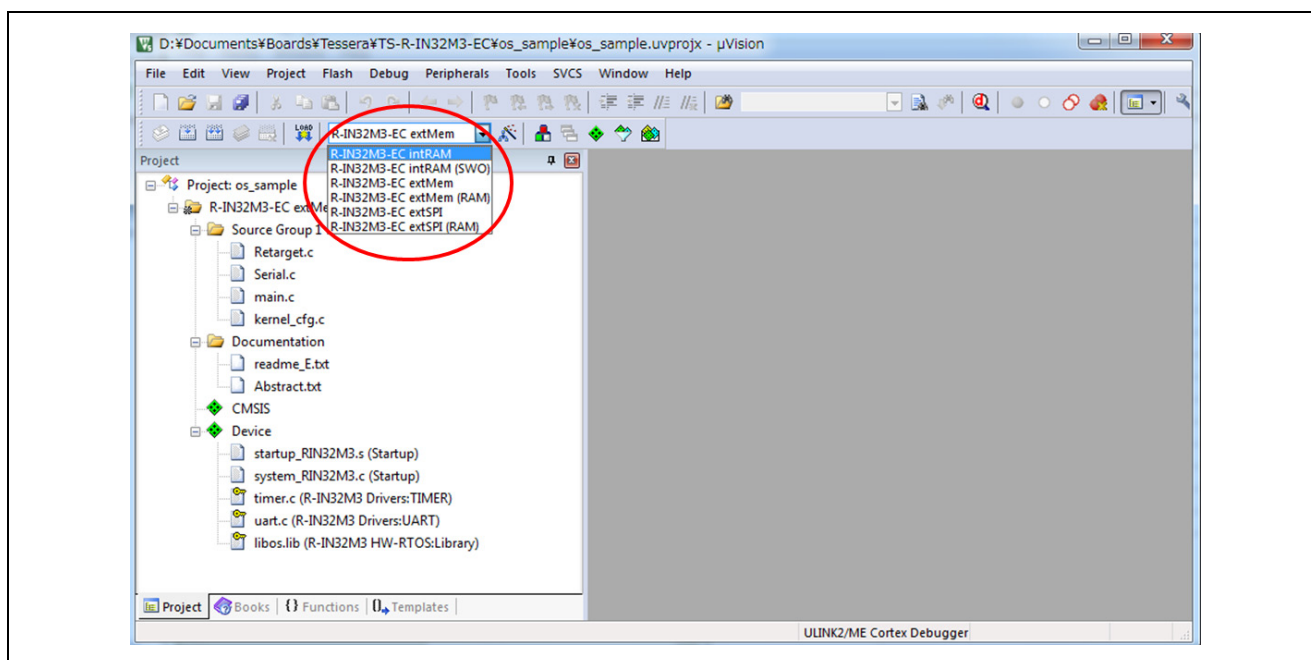 D:¥Documents¥Boards¥Tessera¥TS-R-IN32M3-EC¥os_sample¥os_sample.uvprojx - µVision
File Edit View Project Flash Debug Peripherals Tools SVCS Window Help
LOAD R-IN32M3-EC extMem
Project
R-IN32M3-EC intRAM
R-IN32M3-EC intRAM (SWO)
R-IN32M3-EC extMem
R-IN32M3-EC extMem (RAM)
R-IN32M3-EC extSPI
R-IN32M3-EC extSPI (RAM)
Project: os_sample
R-IN32M3-EC extMe
Source Group 1
Retarget.c
Serial.c
main.c
kernel_cfg.c
Documentation
readme_E.txt
Abstract.txt
CMSIS
Device
startup_RIN32M3.s (Startup)
system_RIN32M3.c (Startup)
timer.c (R-IN32M3 Drivers:TIMER)
uart.c (R-IN32M3 Drivers:UART)
libos.lib (R-IN32M3 HW-RTOS:Library)
Project Books {} Functions 0 Templates
ULINK2/ME Cortex Debugger